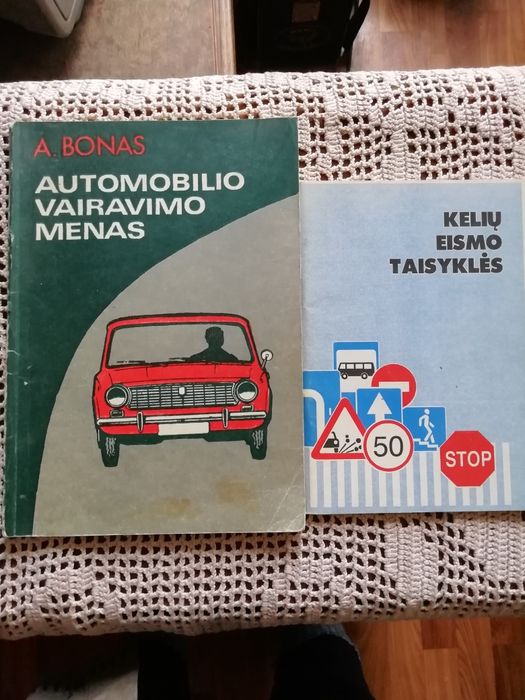 A. BONAS
AUTOMOBILIO
VAIRAVIMO
MENAS
KELIŲ
EISMO
TAISYKLĖS
50
STOP